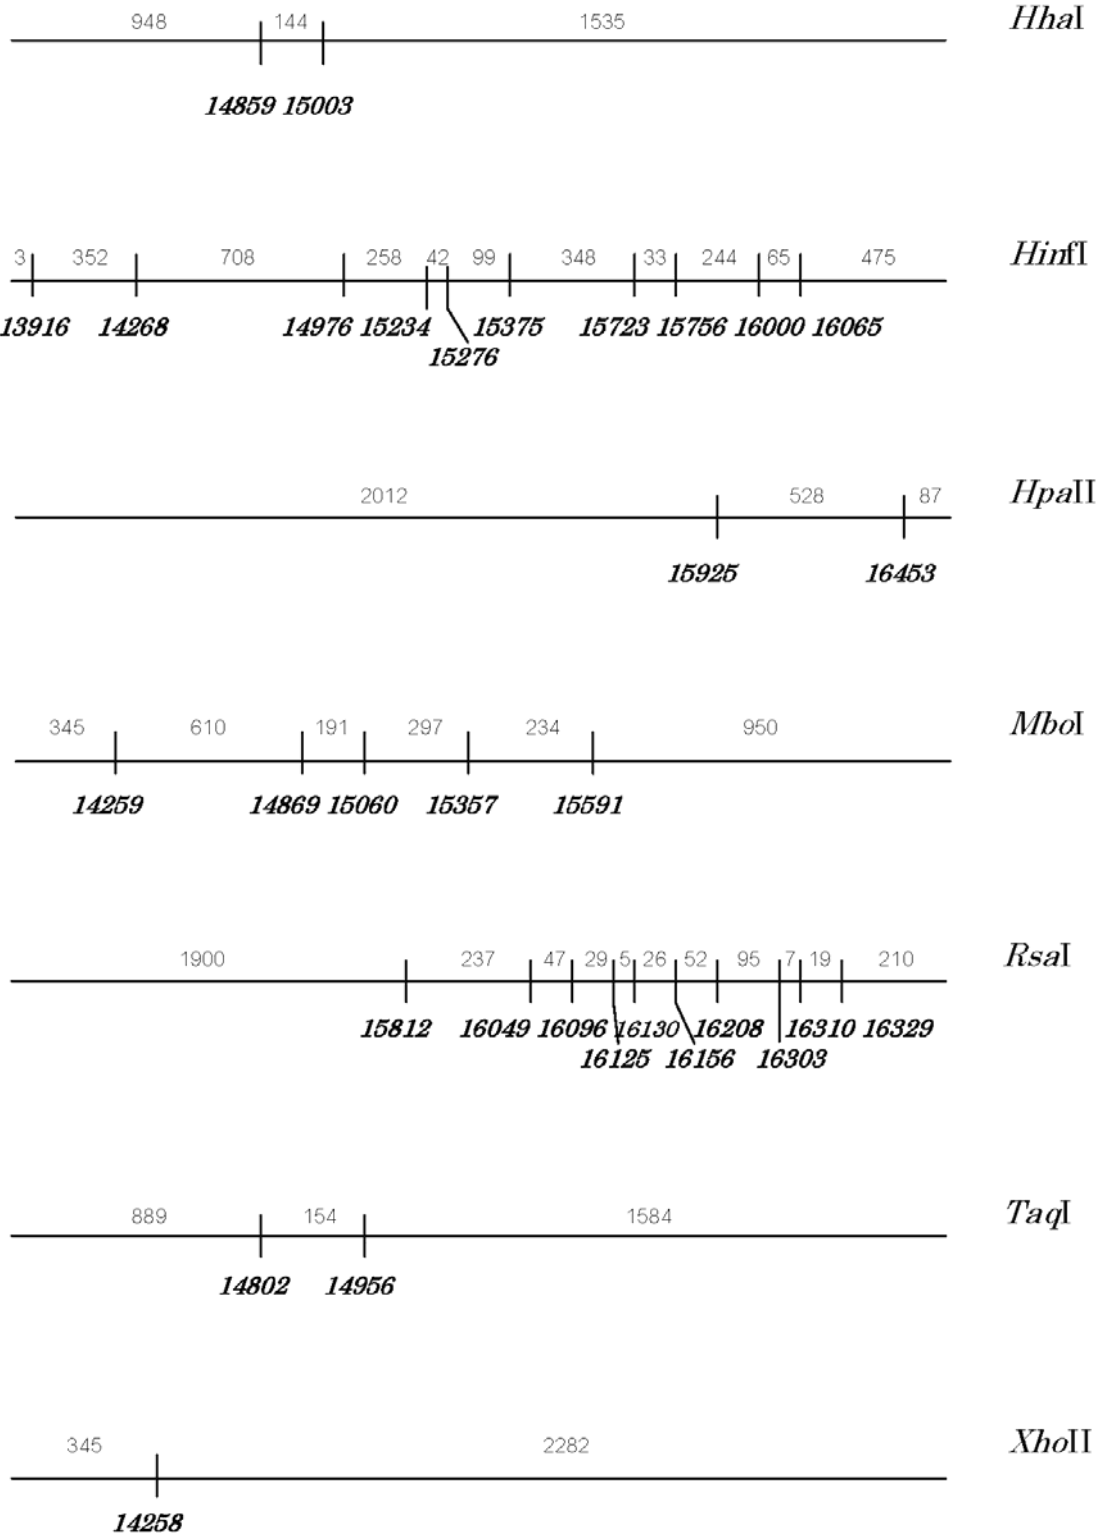 948 144 1535 HhaI
14859 15003
3 352 708 258 42 99 348 33 244 65 475 HinfI
13916 14268 14976 15234 15375 15723 15756 16000 16065
15276
2012 528 87 HpaII
15925 16453
345 610 191 297 234 950 MboI
14259 14869 15060 15357 15591
1900 237 47 29 5 26 52 95 7 19 210 RsaI
15812 16049 16096 16130 16208 16310 16329
16125 16156 16303
889 154 1584 TaqI
14802 14956
345 2282 XhoII
14258